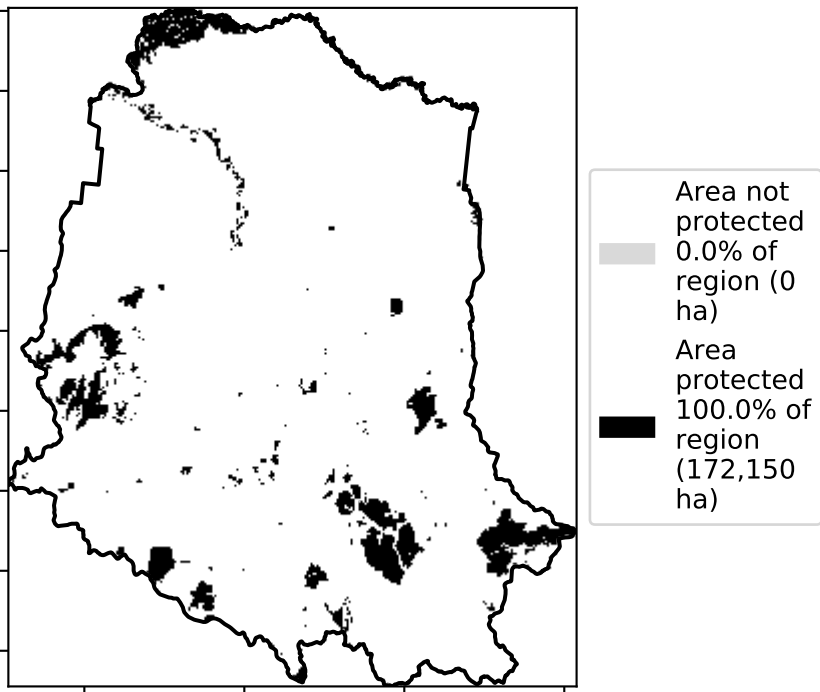 Area not
protected
0.0% of
region (0
ha)
Area
protected
100.0% of
region
(172,150
ha)